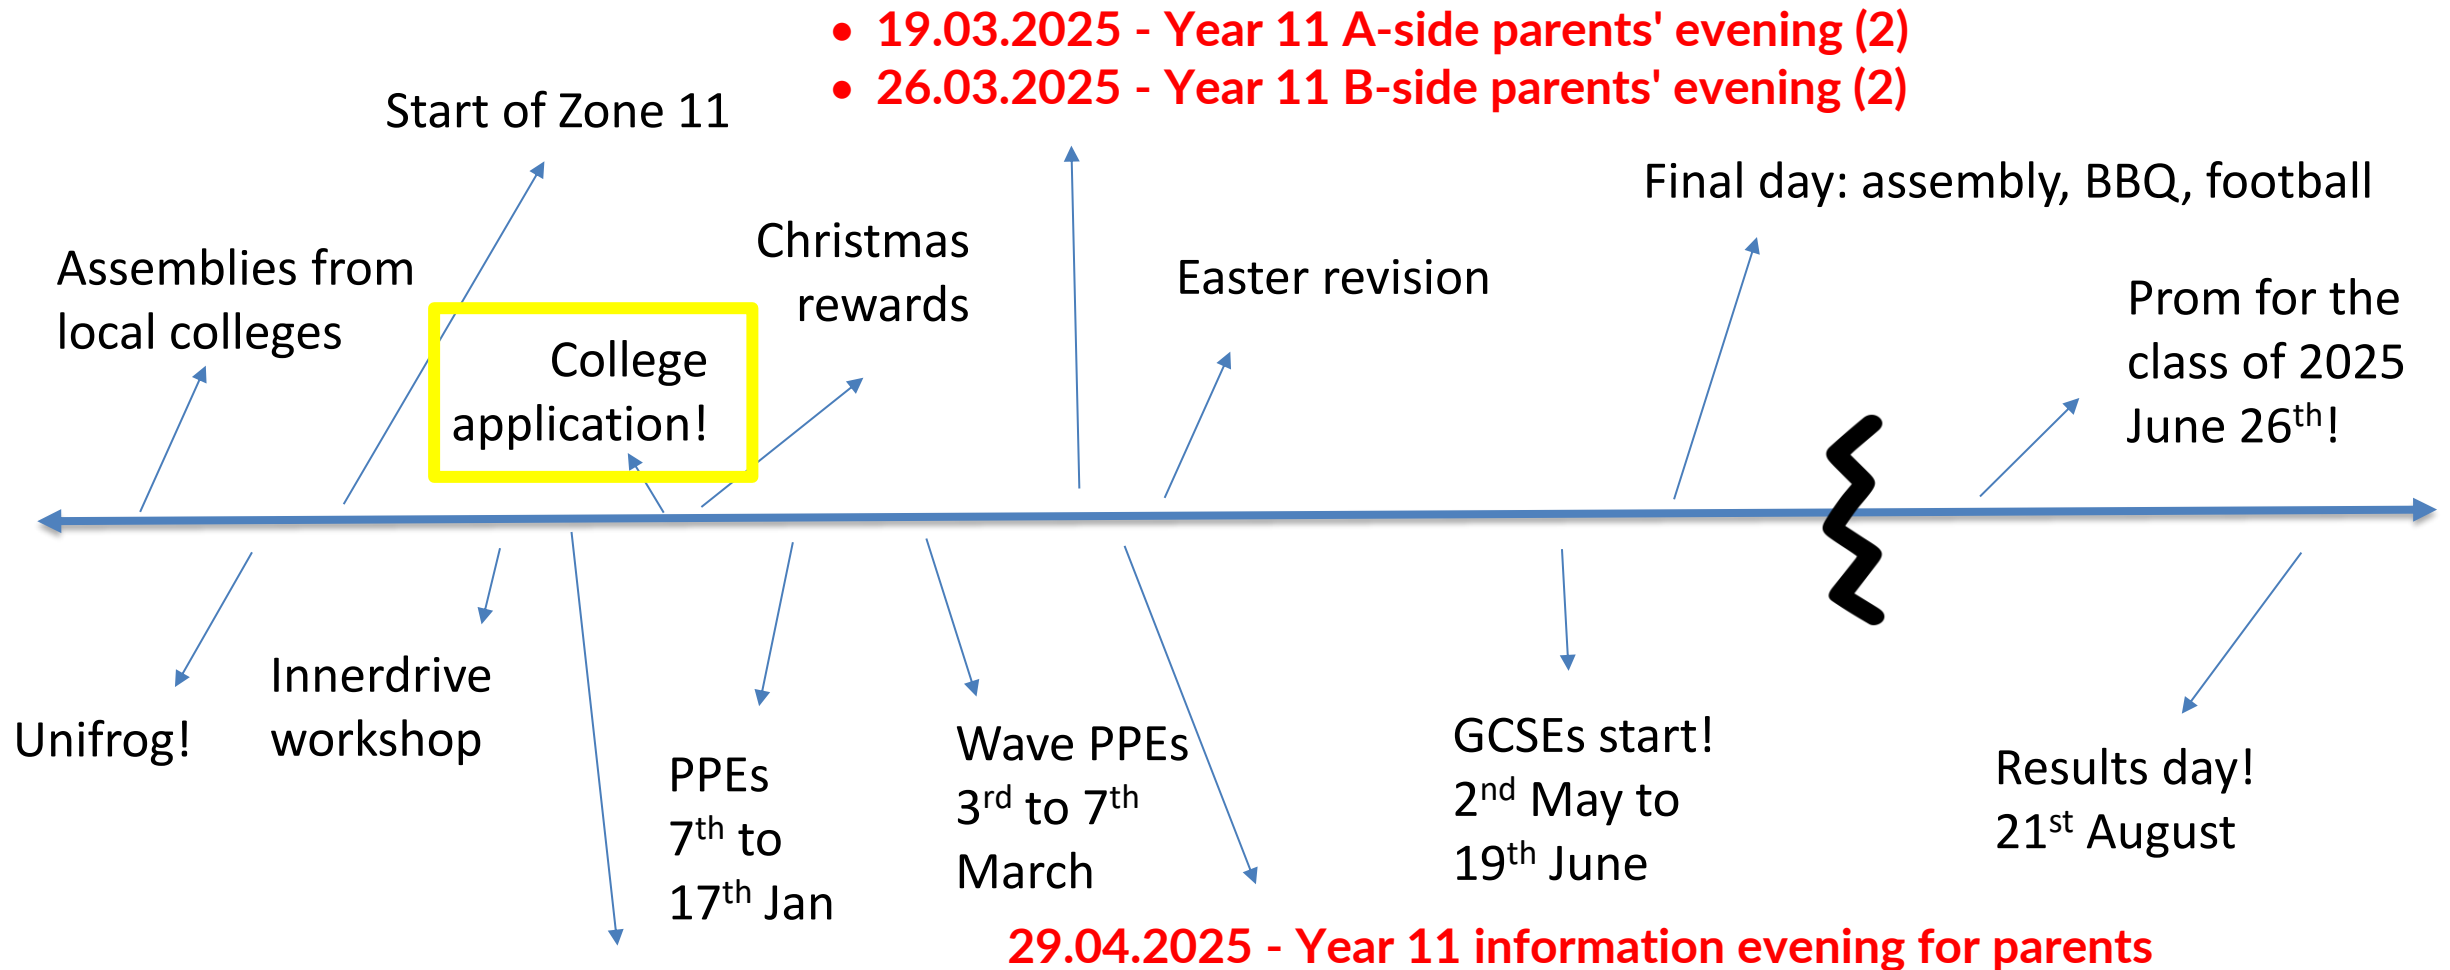 • 19.03.2025 - Year 11 A-side parents' evening (2)
• 26.03.2025 - Year 11 B-side parents' evening (2)
Start of Zone 11
Final day: assembly, BBQ, football
Assemblies from
local colleges
Christmas
rewards
Easter revision
Prom for the
class of 2025
June 26th!
College
application!
Unifrog!
Innerdrive
workshop
PPEs
7th to
17th Jan
Wave PPEs
3rd to 7th
March
GCSEs start!
2nd May to
19th June
Results day!
21st August
29.04.2025 - Year 11 information evening for parents